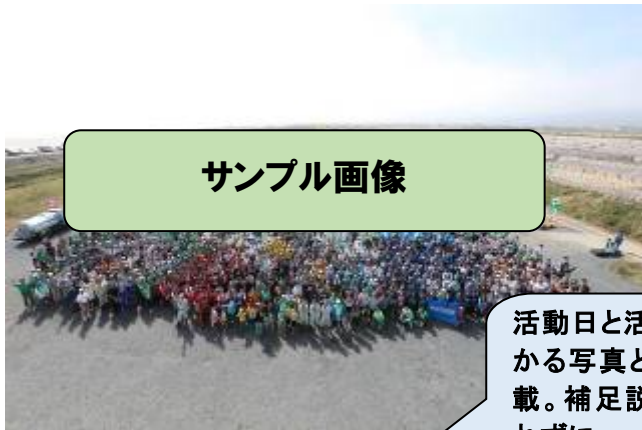 サンプル画像
活動日と活
かる写真と
載。補足説